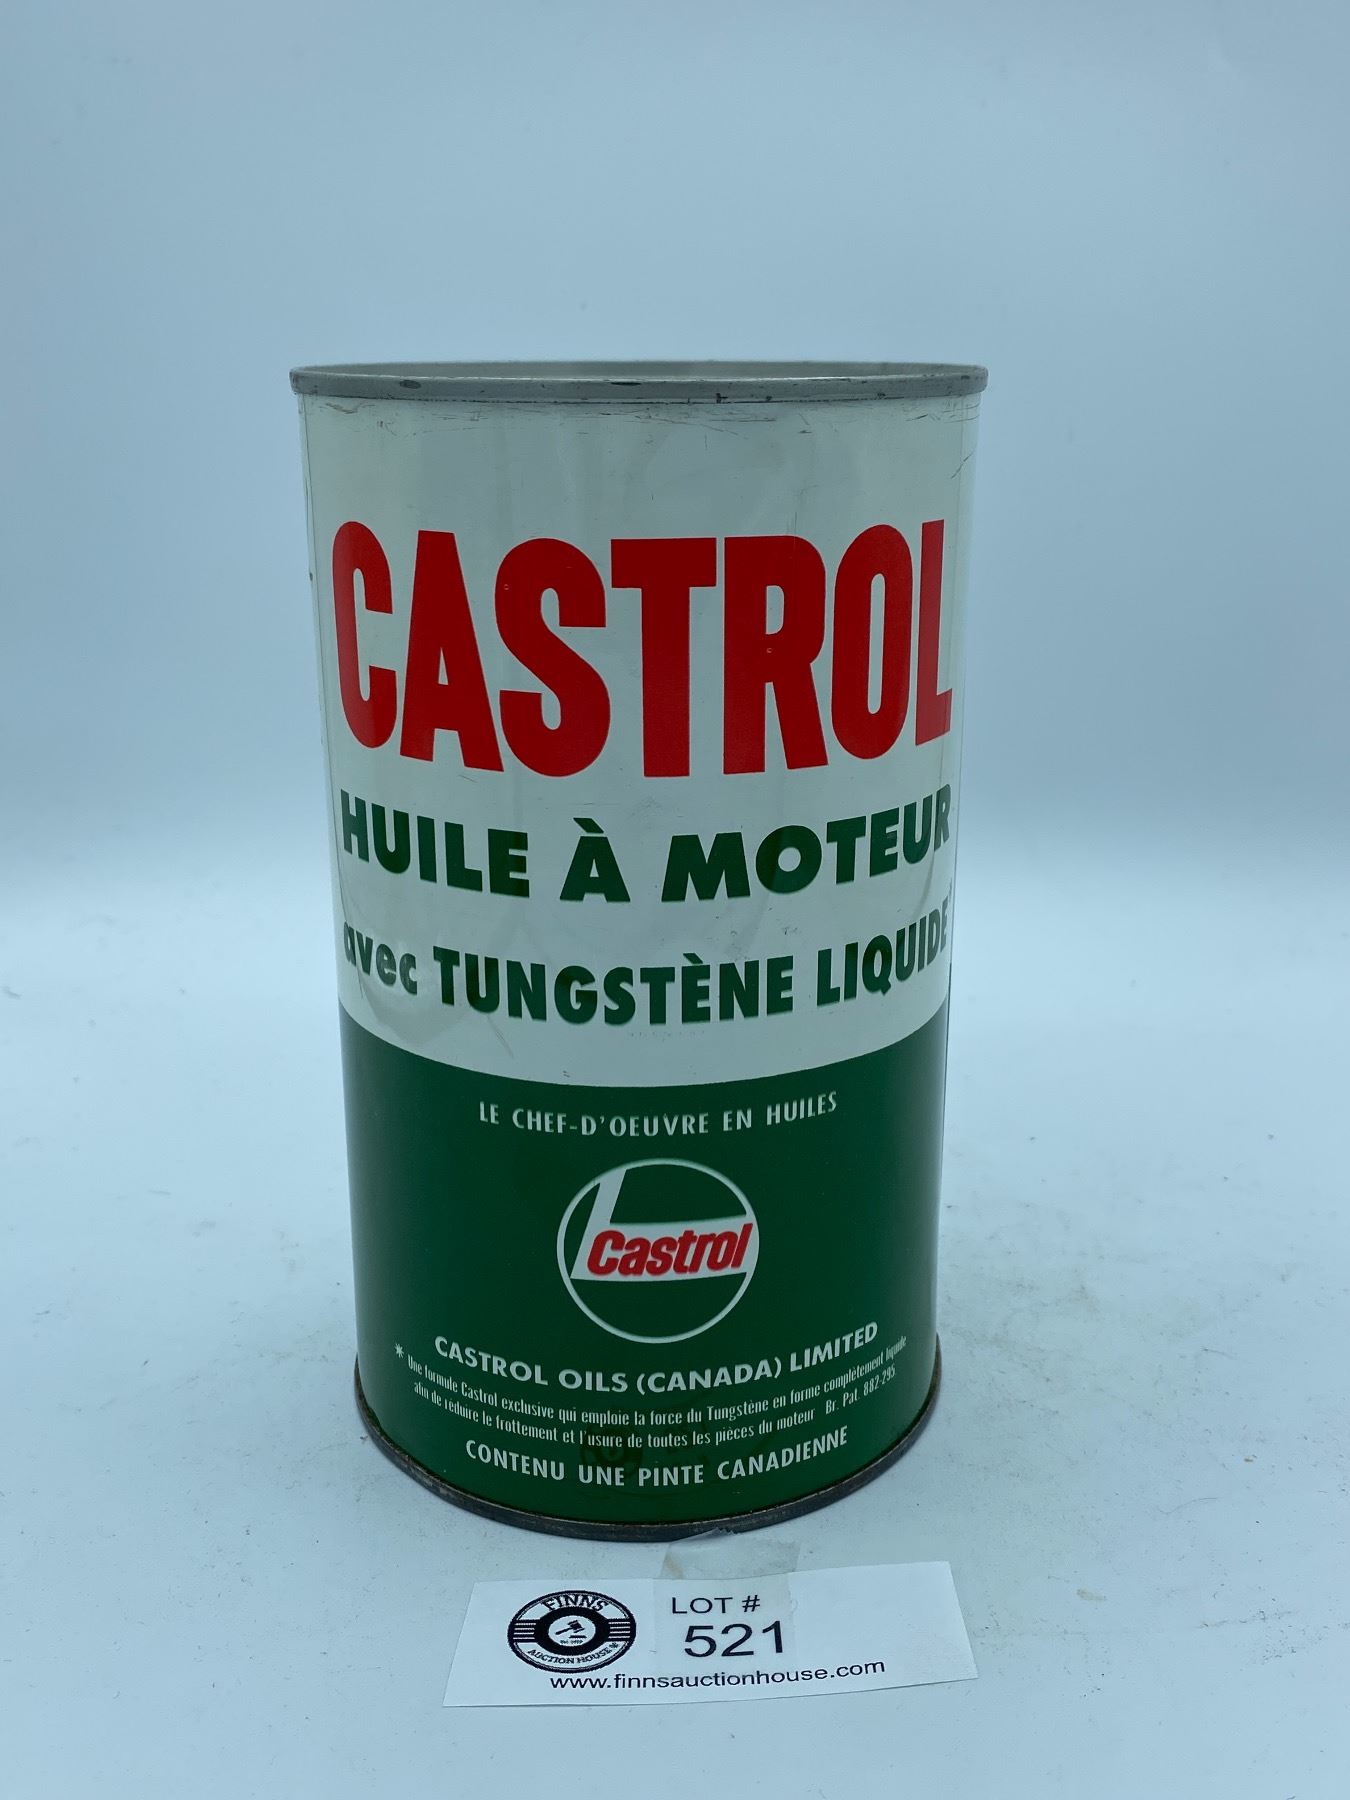 CASTROL
HUILE À MOTEUR
avec TUNGSTÈNE LIQUIDE*
LE CHEF-D'OEUVRE EN HUILES
Castrol
CASTROL OILS (CANADA) LIMITED
* Une formule Castrol exclusive qui emploie la force du Tungstène en forme complètement liquide
afin de réduire le frottement et l'usure de toutes les pièces du moteur Br. Pat. 882-295.
CONTENU UNE PINTE CANADIENNE
FINNS
AUCTION HOUSE
LOT #
521
www.finnsauctionhouse.com